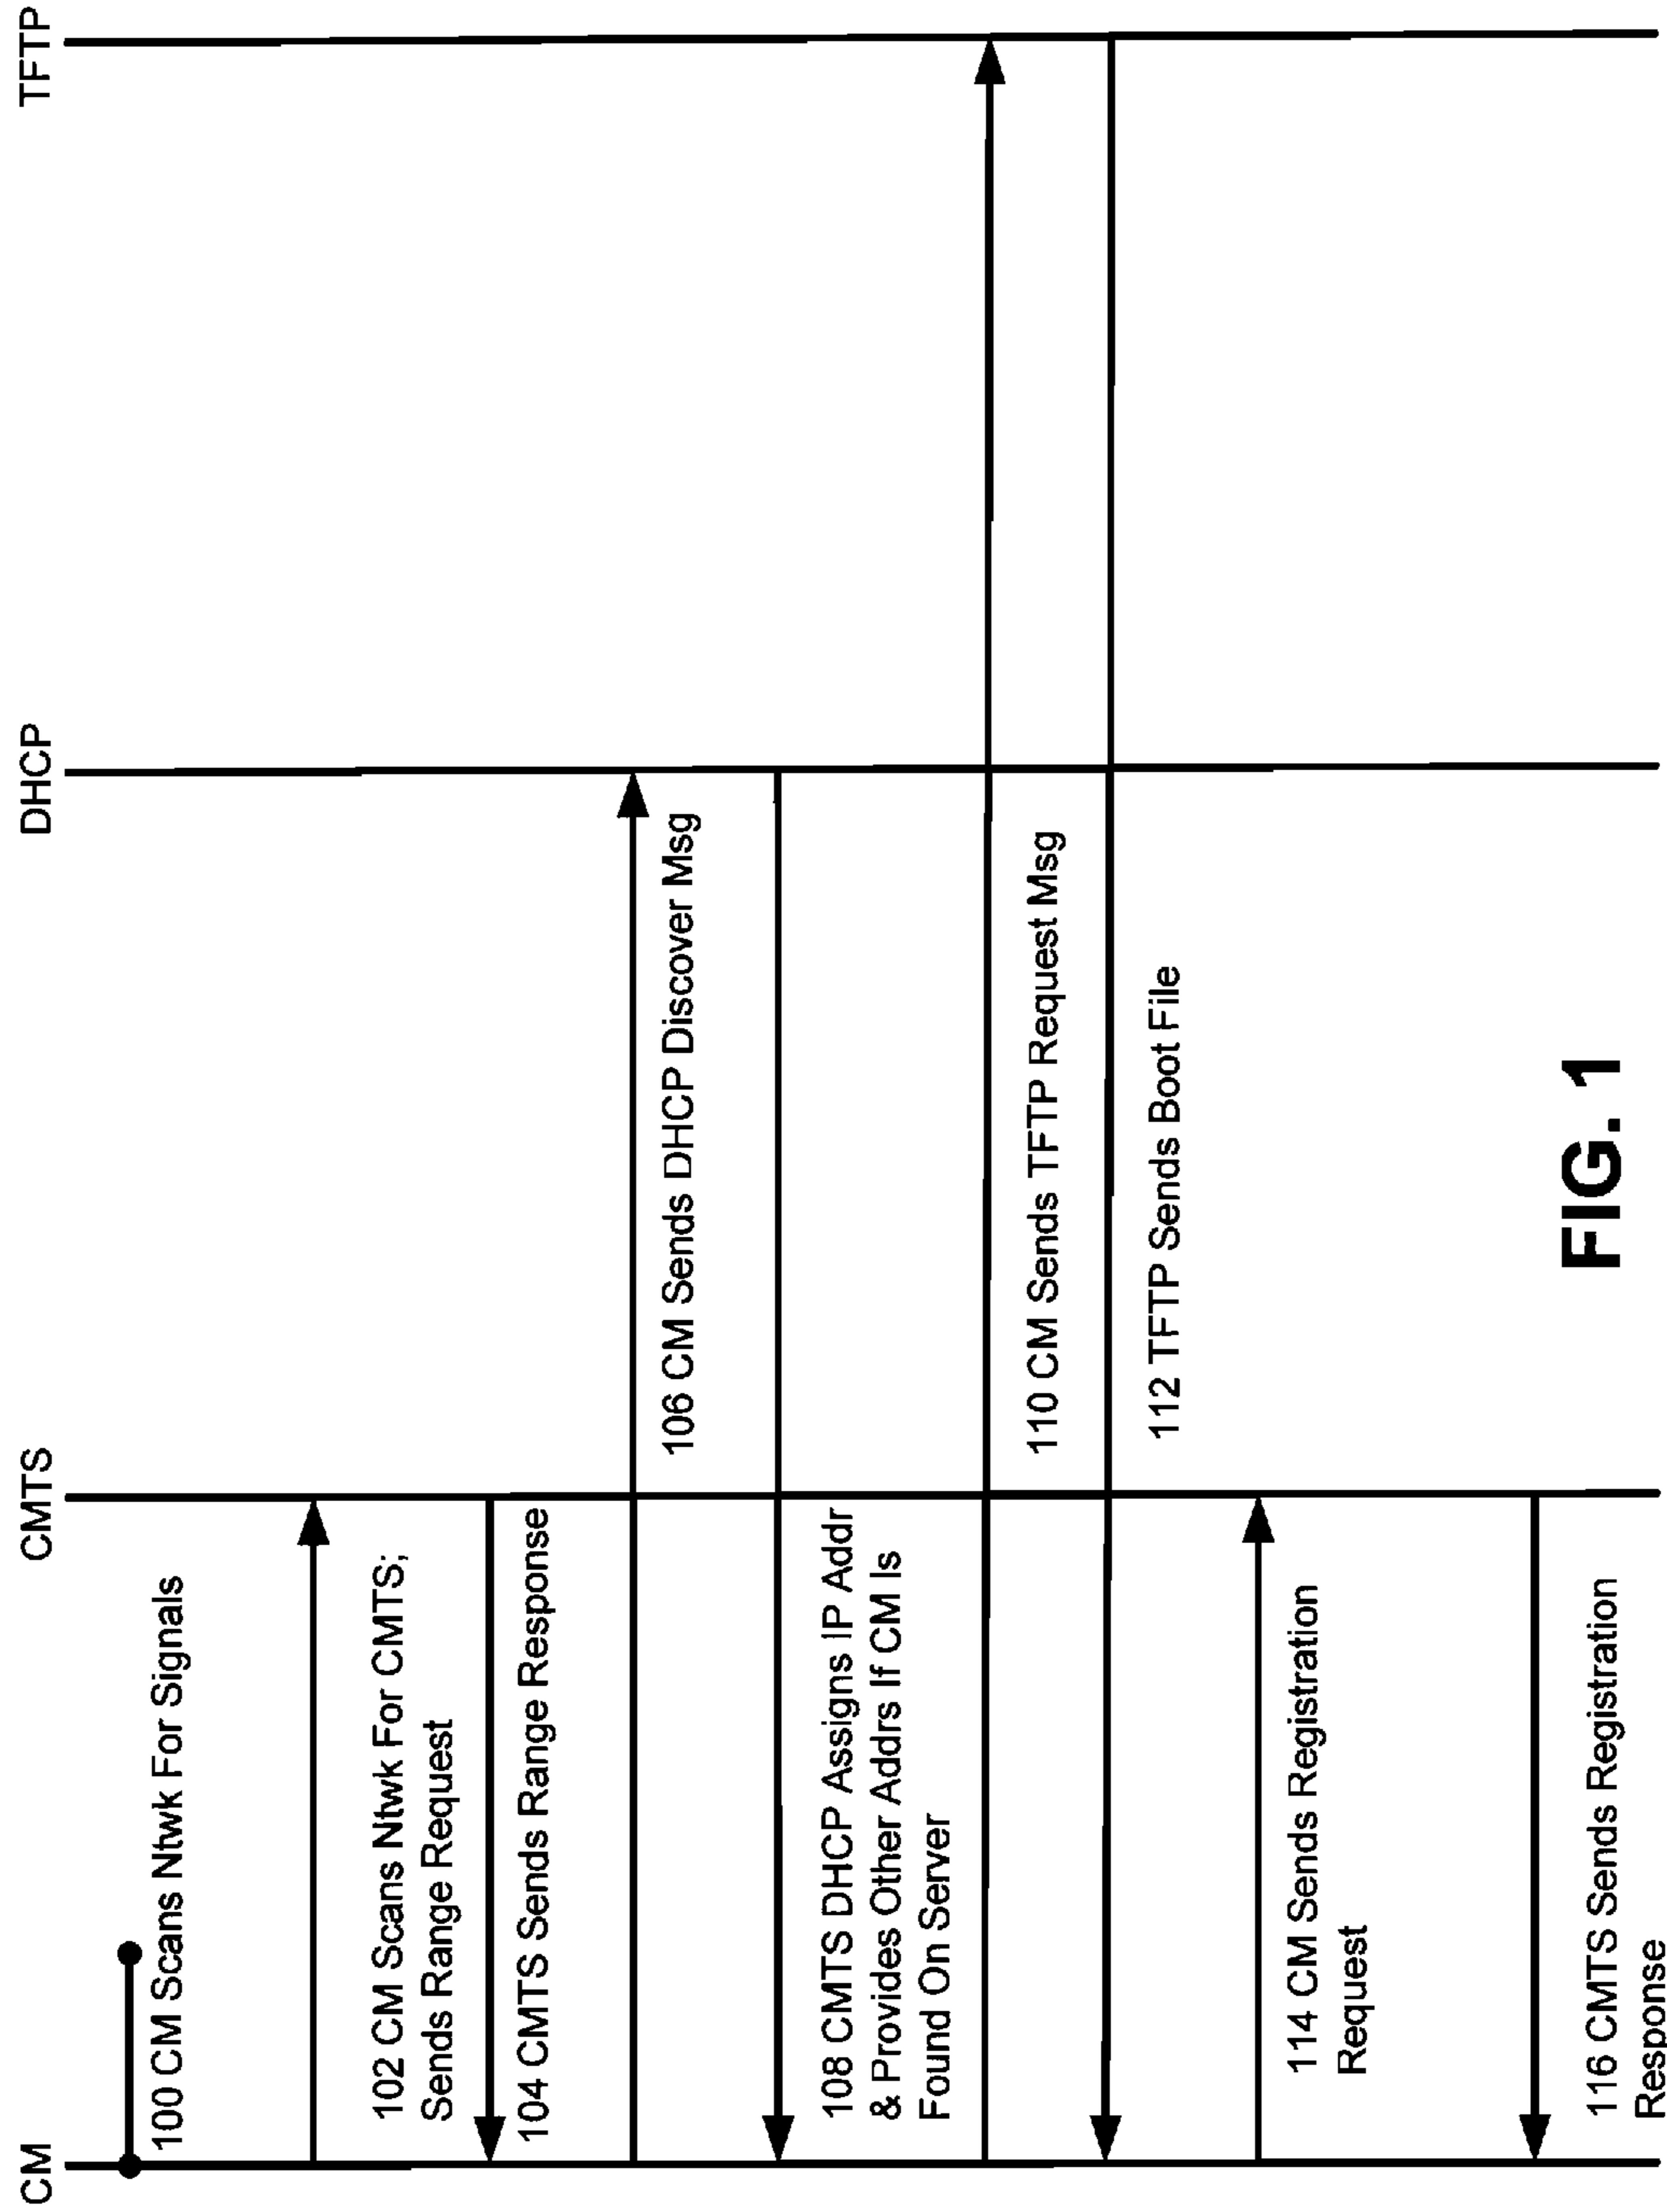 CM
CMTS
DHCP
TFTP
100 CM Scans Ntwk For Signals
102 CM Scans Ntwk For CMTS;
Sends Range Request
104 CMTS Sends Range Response
106 CM Sends DHCP Discover Msg
108 CMTS DHCP Assigns IP Addr
& Provides Other Addrs If CM Is
Found On Server
110 CM Sends TFTP Request Msg
112 TFTP Sends Boot File
114 CM Sends Registration
Request
116 CMTS Sends Registration
Response
FIG. 1